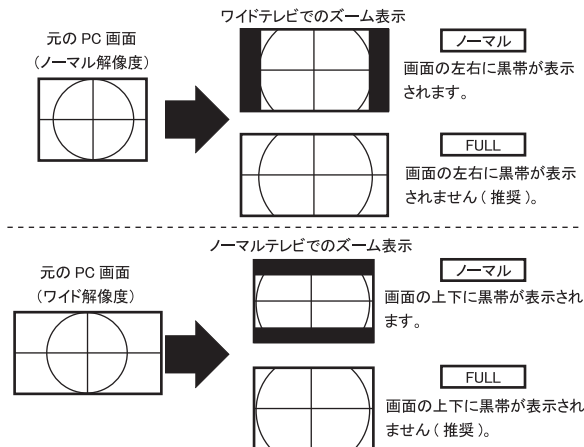 ワイドテレビでのズーム表示
元の PC 画面
(ノーマル解像度)
ノーマル
画面の左右に黒帯が表示
されます。
FULL
画面の左右に黒帯が表示
されません( 推奨 )。
ノーマルテレビでのズーム表示
元の PC 画面
(ワイド解像度)
ノーマル
画面の上下に黒帯が表示され
ます。
FULL
画面の上下に黒帯が表示され
ません( 推奨 )。